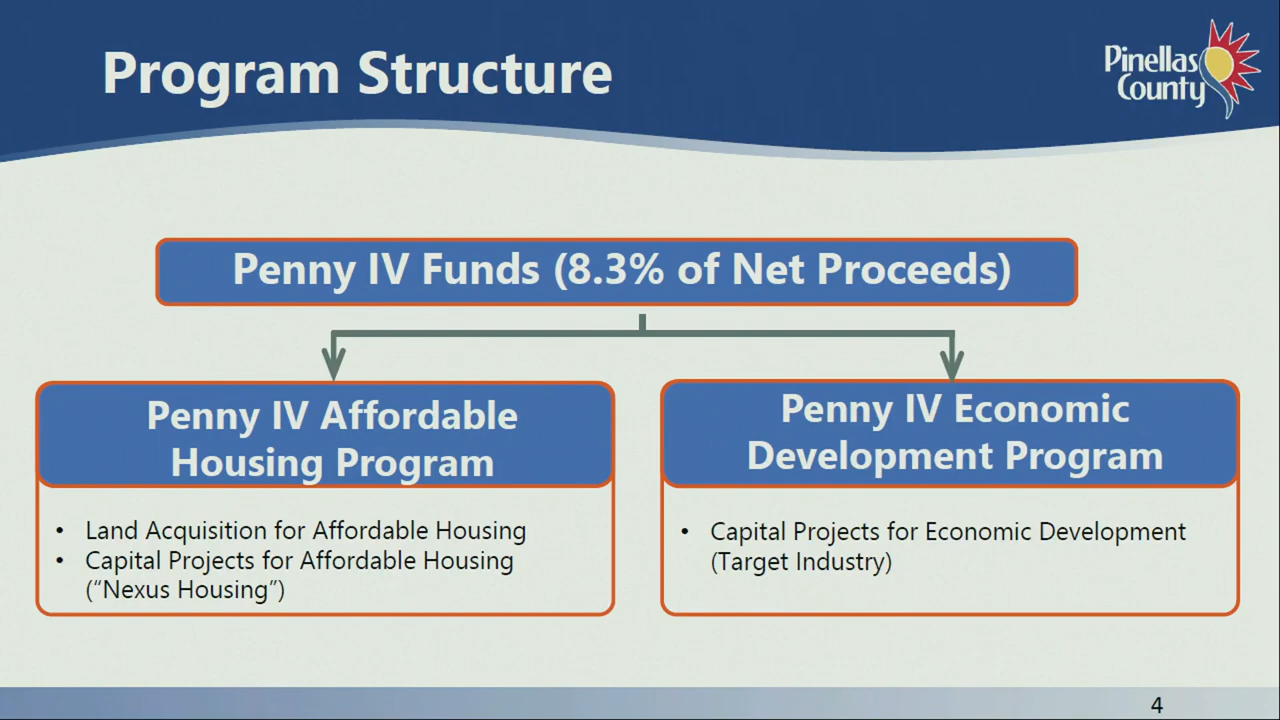 Program Structure
Pinellas
County
Penny IV Funds (8.3% of Net Proceeds)
Penny IV Affordable
Housing Program
• Land Acquisition for Affordable Housing
• Capital Projects for Affordable Housing
(“Nexus Housing”)
Penny IV Economic
Development Program
• Capital Projects for Economic Development
(Target Industry)
4